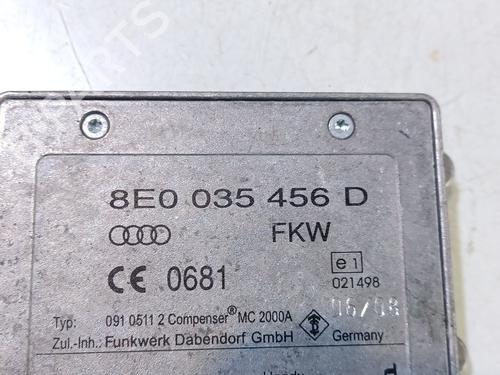 8E0 035 456 D
FKW
CE 0681
e1
021498
06/08
Typ: 091 0511 2 Compenser® MC 2000A
Zul.-Inh.: Funkwerk Dabendorf GmbH Germany